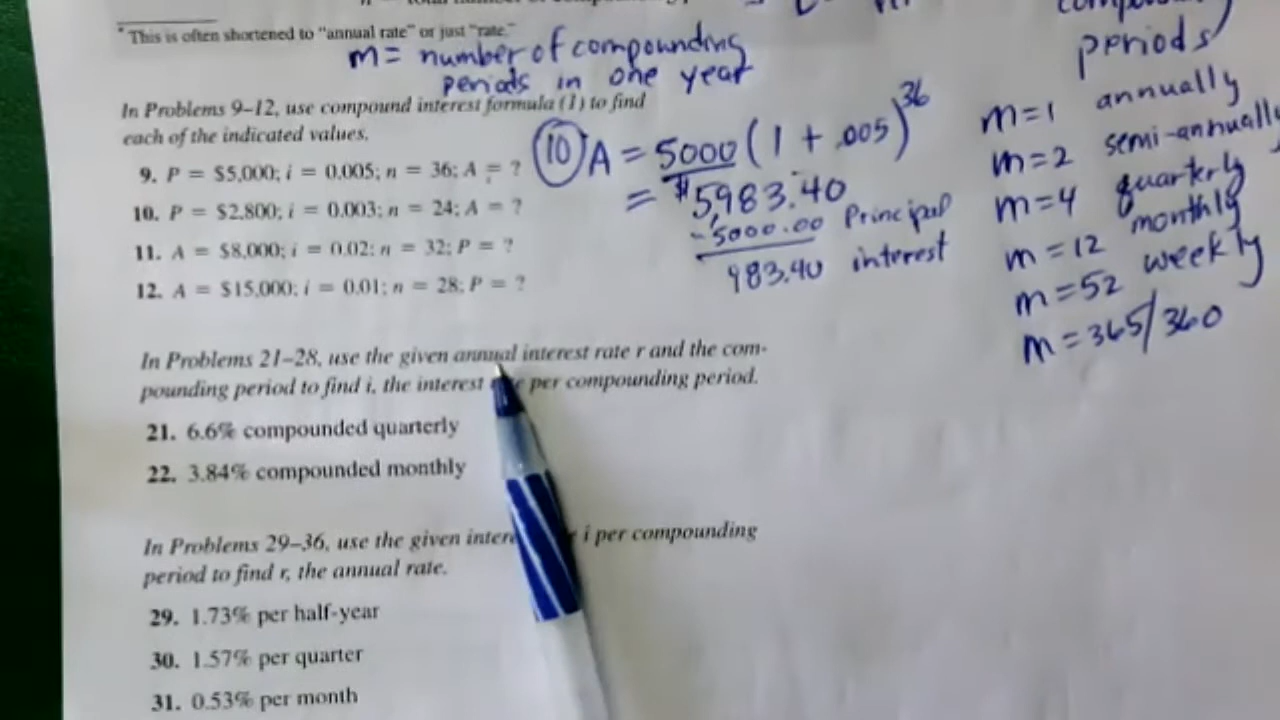 * This is often shortened to "annual rate" or just "rate."
m = number of compounding
periods in one year
periods
In Problems 9–12, use compound interest formula (1) to find
each of the indicated values.
9. P = $5,000; i = 0.005; n = 36; A = ?
10. P = $2,800; i = 0.003; n = 24; A = ?
11. A = $8,000; i = 0.02; n = 32; P = ?
12. A = $15,000; i = 0.01; n = 28; P = ?
10 A = 5000 (1 + .005)^36
= $5,983.40
-5000.00 Principal
983.40 interest
m=1 annually
m=2 semi-annually
m=4 quarterly
m=12 monthly
m=52 weekly
m=365/360
In Problems 21–28, use the given annual interest rate r and the com-
pounding period to find i, the interest per compounding period.
21. 6.6% compounded quarterly
22. 3.84% compounded monthly
In Problems 29–36, use the given i per compounding
period to find r, the annual rate.
29. 1.73% per half-year
30. 1.57% per quarter
31. 0.53% per month